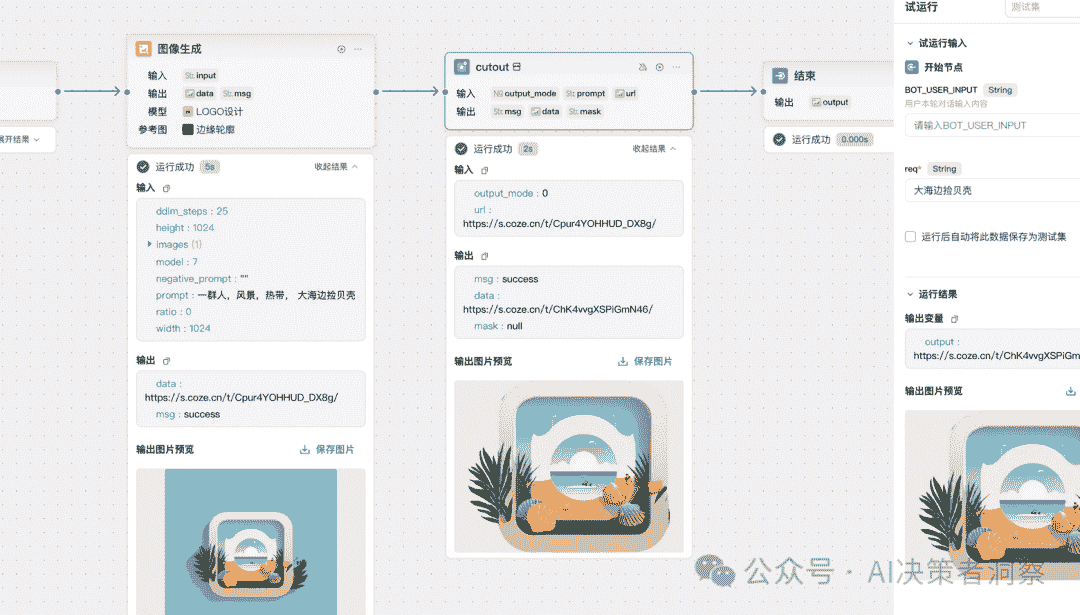 展开结果
图像生成
输入 Str. input
输出 data Str. msg
模型 LOGO设计
参考图 边缘轮廓
运行成功 5s 收起结果
输入
ddim_steps : 25
height : 1024
images (1)
model : 7
negative_prompt : ""
prompt : 一群人，风景，热带， 大海边捡贝壳
ratio : 0
width : 1024
输出
data :
https://s.coze.cn/t/Cpur4YOHHUD_DX8g/
msg : success
输出图片预览 保存图片
cutout
输入 output_mode Str. prompt url
输出 Str. msg data Str. mask
运行成功 2s 收起结果
输入
output_mode : 0
url :
https://s.coze.cn/t/Cpur4YOHHUD_DX8g/
输出
msg : success
data :
https://s.coze.cn/t/ChK4vvgXSPiGmN46/
mask : null
输出图片预览 保存图片
结束
输出 output
运行成功 0.000s
试运行 测试集
试运行输入
开始节点
BOT_USER_INPUT String
用户本轮对话输入内容
请输入BOT_USER_INPUT
req* String
大海边捡贝壳
运行后自动将此数据保存为测试集
运行结果
输出变量
output :
https://s.coze.cn/t/ChK4vvgXSPiGm
输出图片预览
公众号 · AI决策者洞察